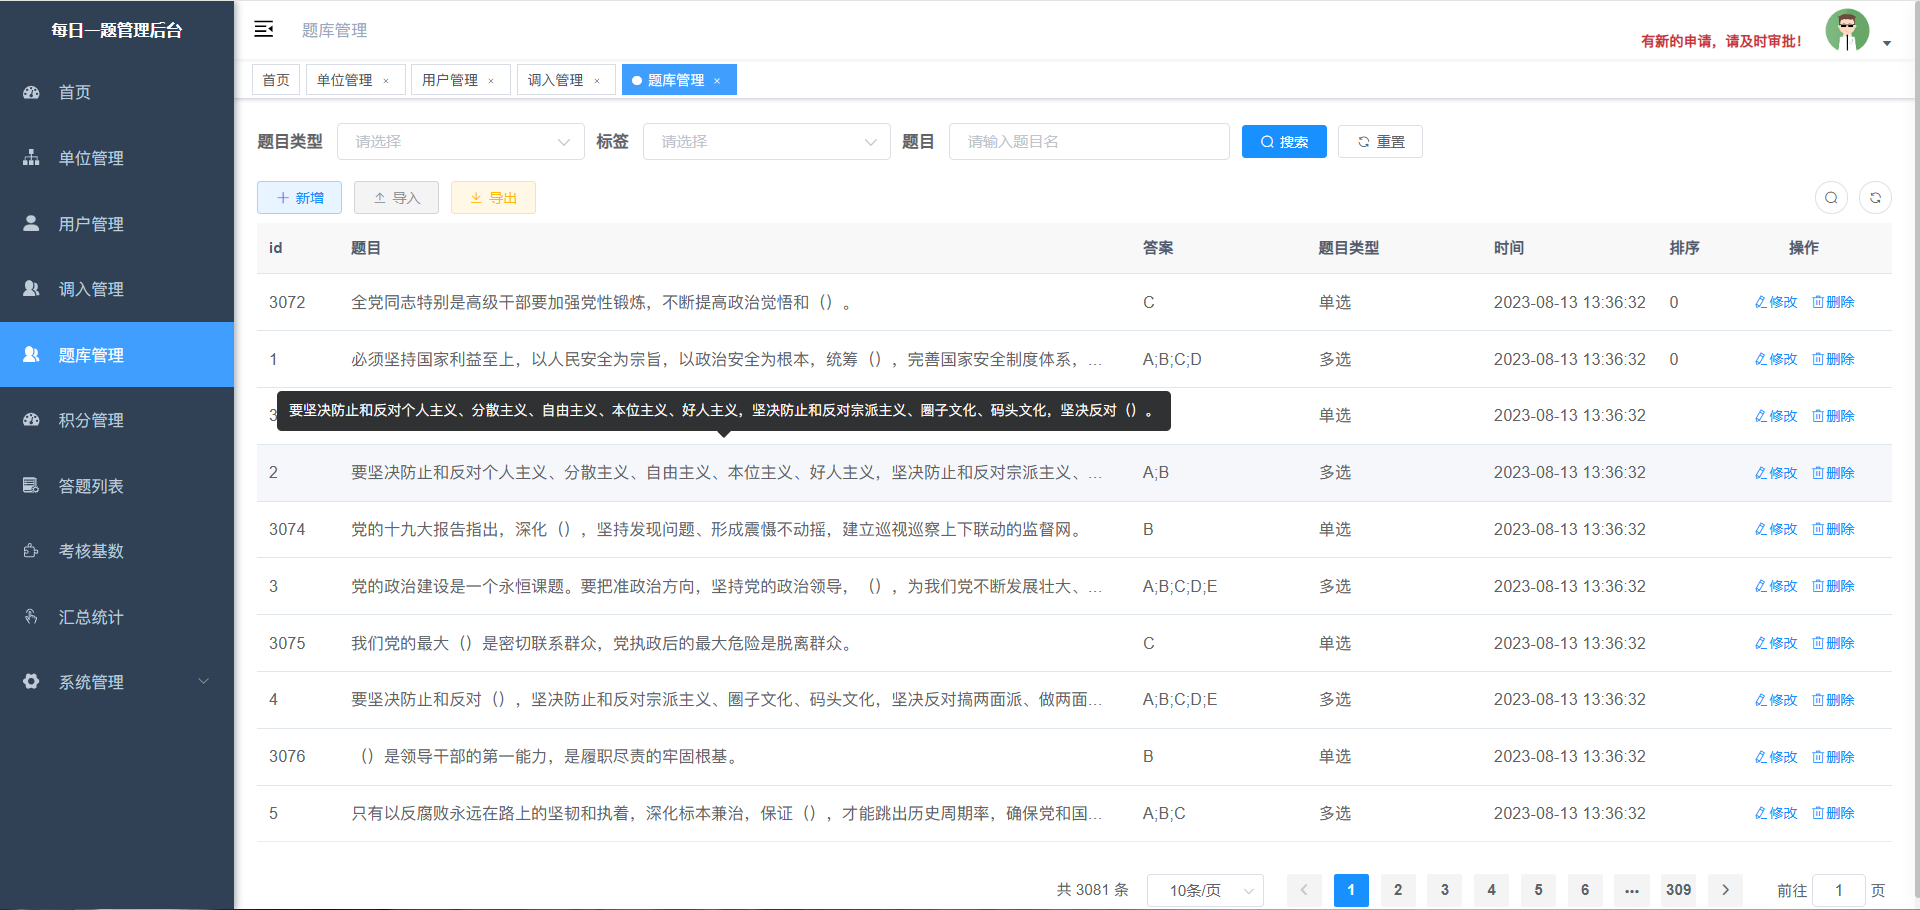 每日一题管理后台
首页
单位管理
用户管理
调入管理
题库管理
积分管理
答题列表
考核基数
汇总统计
系统管理
题库管理
有新的申请，请及时审批！
首页 单位管理 × 用户管理 × 调入管理 × 题库管理 ×
题目类型 请选择 标签 请选择 题目 请输入题目名 搜索 重置
新增 导入 导出
id 题目 答案 题目类型 时间 排序 操作
3072 全党同志特别是高级干部要加强党性锻炼，不断提高政治觉悟和（）。 C 单选 2023-08-13 13:36:32 0 修改 删除
1 必须坚持国家利益至上，以人民安全为宗旨，以政治安全为根本，统筹（），完善国家安全制度体系，... A;B;C;D 多选 2023-08-13 13:36:32 0 修改 删除
要坚决防止和反对个人主义、分散主义、自由主义、本位主义、好人主义，坚决防止和反对宗派主义、圈子文化、码头文化，坚决反对（）。
3 单选 2023-08-13 13:36:32 修改 删除
2 要坚决防止和反对个人主义、分散主义、自由主义、本位主义、好人主义，坚决防止和反对宗派主义、... A;B 多选 2023-08-13 13:36:32 修改 删除
3074 党的十九大报告指出，深化（），坚持发现问题、形成震慑不动摇，建立巡视巡察上下联动的监督网。 B 单选 2023-08-13 13:36:32 修改 删除
3 党的政治建设是一个永恒课题。要把准政治方向，坚持党的政治领导，（），为我们党不断发展壮大、... A;B;C;D;E 多选 2023-08-13 13:36:32 修改 删除
3075 我们党的最大（）是密切联系群众，党执政后的最大危险是脱离群众。 C 单选 2023-08-13 13:36:32 修改 删除
4 要坚决防止和反对（），坚决防止和反对宗派主义、圈子文化、码头文化，坚决反对搞两面派、做两面... A;B;C;D;E 多选 2023-08-13 13:36:32 修改 删除
3076 （）是领导干部的第一能力，是履职尽责的牢固根基。 B 单选 2023-08-13 13:36:32 修改 删除
5 只有以反腐败永远在路上的坚韧和执着，深化标本兼治，保证（），才能跳出历史周期率，确保党和国... A;B;C 多选 2023-08-13 13:36:32 修改 删除
共 3081 条 10条/页 1 2 3 4 5 6 ... 309 前往 1 页